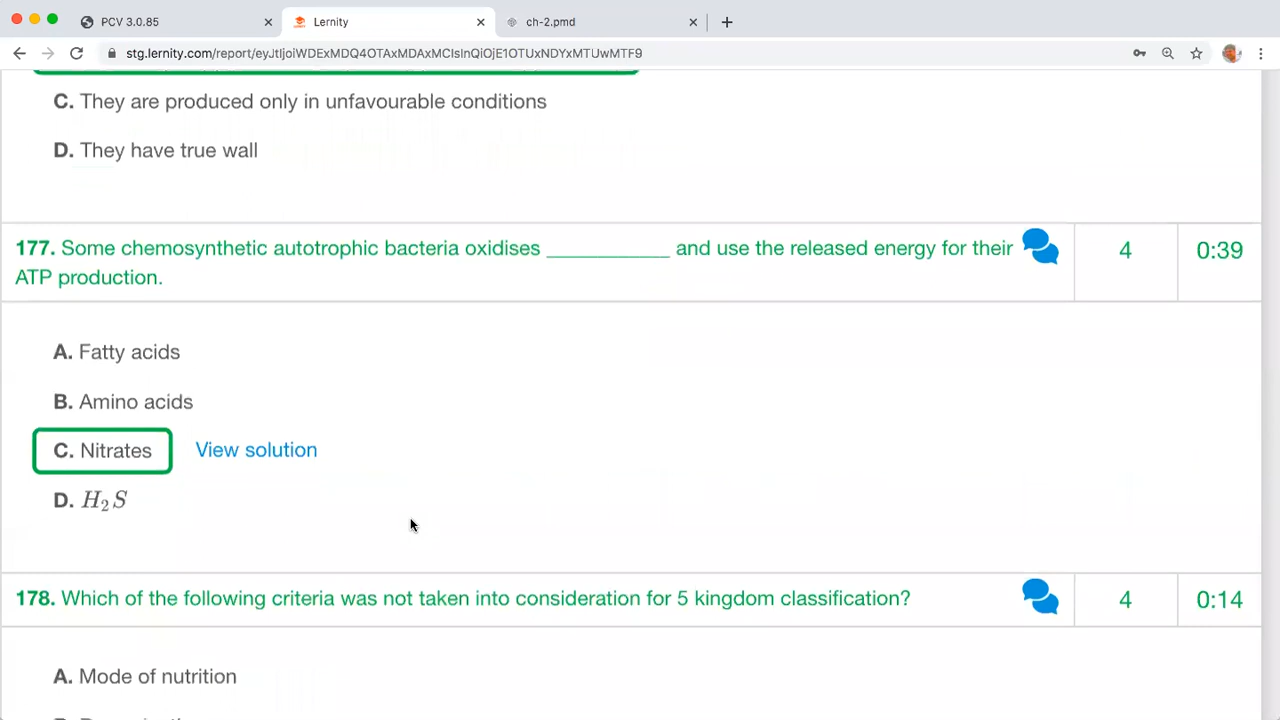 PCV 3.0.85
Lernity
ch-2.pmd
stg.lernity.com/report/eyJtIjoiWDExMDQ4OTAxMDAxMCIsInQiOjE1OTUxNDYxMTUwMTF9
C. They are produced only in unfavourable conditions
D. They have true wall
177. Some chemosynthetic autotrophic bacteria oxidises ___________ and use the released energy for their 4 0:39
ATP production.
A. Fatty acids
B. Amino acids
C. Nitrates View solution
D. H₂S
178. Which of the following criteria was not taken into consideration for 5 kingdom classification? 4 0:14
A. Mode of nutrition